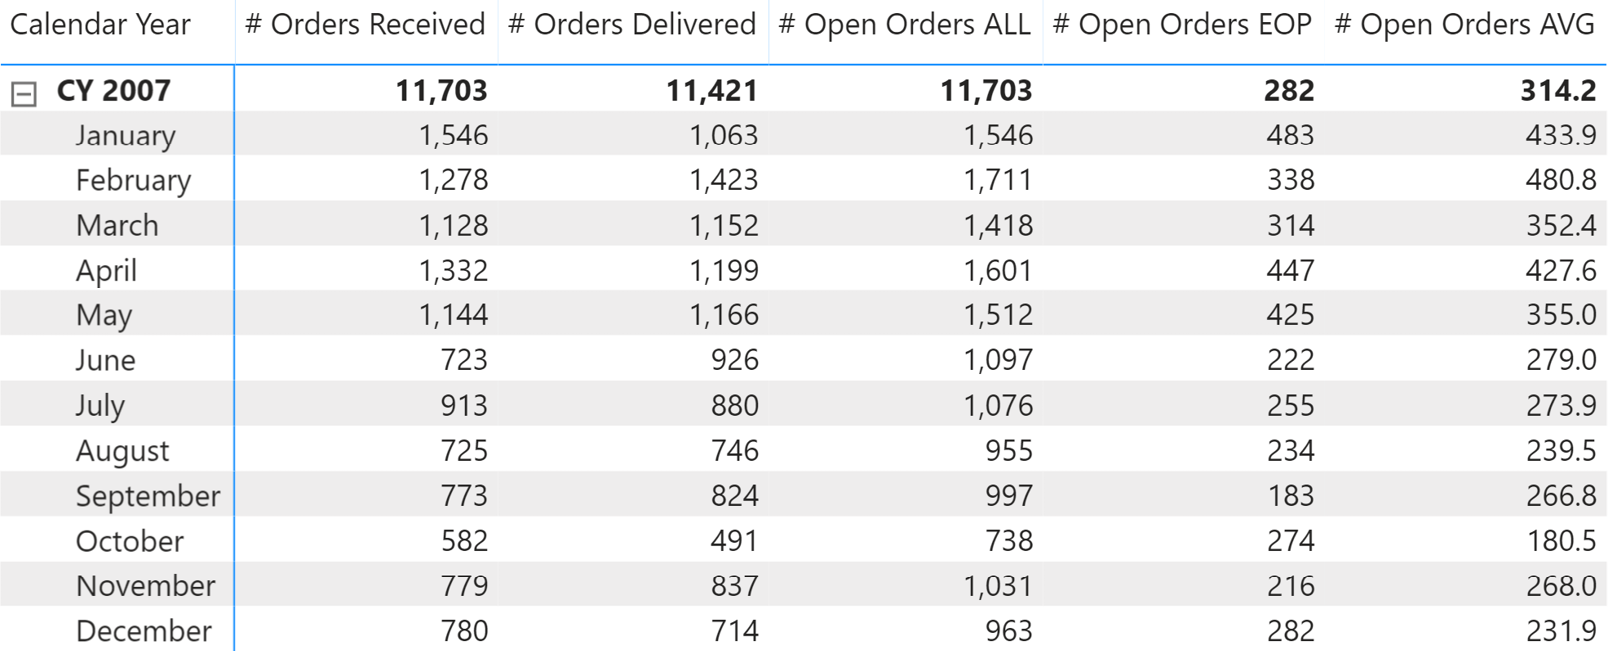 Calendar Year # Orders Received # Orders Delivered # Open Orders ALL # Open Orders EOP # Open Orders AVG
CY 2007 11,703 11,421 11,703 282 314.2
January 1,546 1,063 1,546 483 433.9
February 1,278 1,423 1,711 338 480.8
March 1,128 1,152 1,418 314 352.4
April 1,332 1,199 1,601 447 427.6
May 1,144 1,166 1,512 425 355.0
June 723 926 1,097 222 279.0
July 913 880 1,076 255 273.9
August 725 746 955 234 239.5
September 773 824 997 183 266.8
October 582 491 738 274 180.5
November 779 837 1,031 216 268.0
December 780 714 963 282 231.9